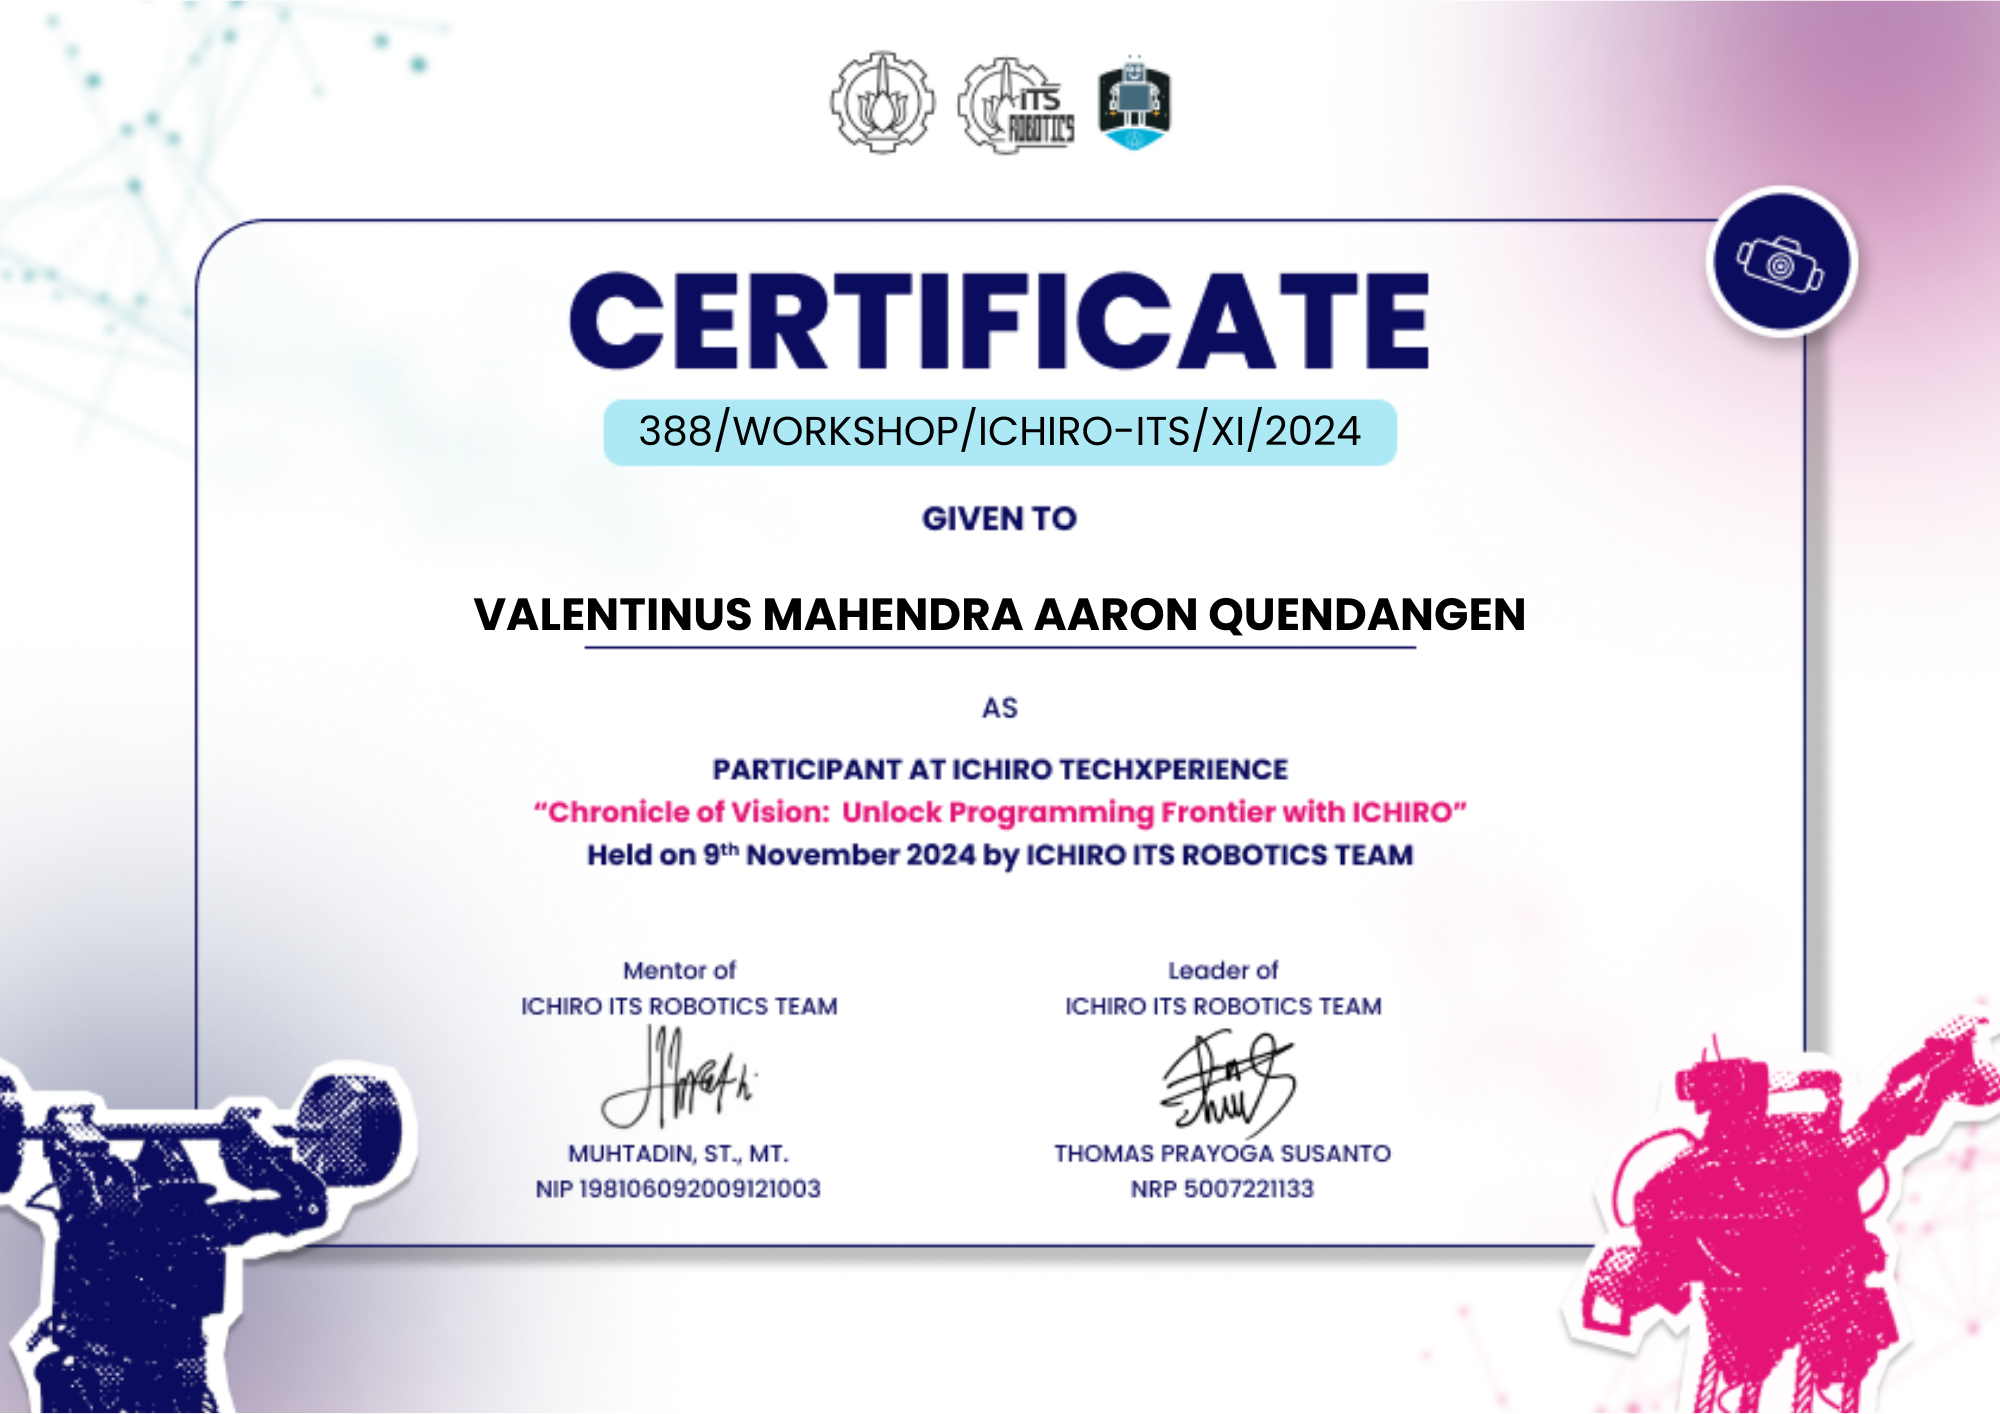 ITS
ROBOTICS
CERTIFICATE
388/WORKSHOP/ICHIRO-ITS/XI/2024
GIVEN TO
VALENTINUS MAHENDRA AARON QUENDANGEN
AS
PARTICIPANT AT ICHIRO TECHXPERIENCE
“Chronicle of Vision: Unlock Programming Frontier with ICHIRO”
Held on 9th November 2024 by ICHIRO ITS ROBOTICS TEAM
Mentor of
ICHIRO ITS ROBOTICS TEAM
MUHTADIN, ST., MT.
NIP 198106092009121003
Leader of
ICHIRO ITS ROBOTICS TEAM
THOMAS PRAYOGA SUSANTO
NRP 5007221133